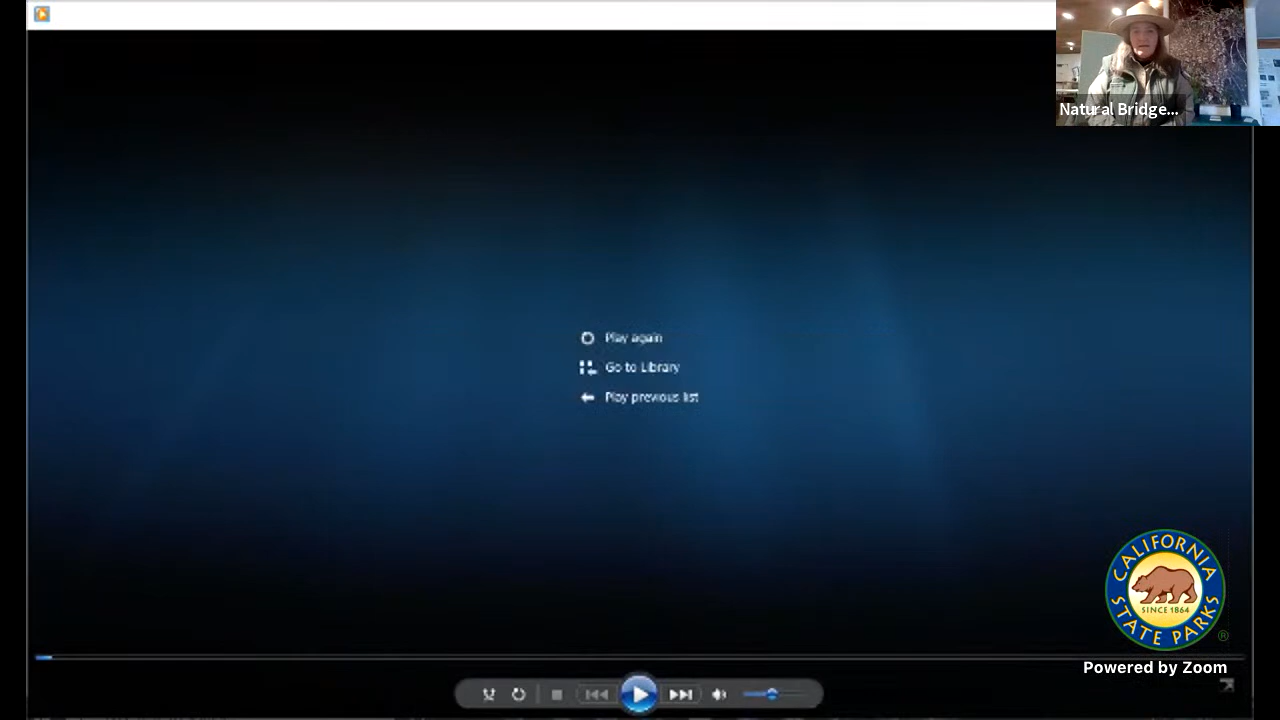 Natural Bridge...
Play again
Go to Library
Play previous list
CALIFORNIA
SINCE 1864
STATE PARKS
®
Powered by Zoom